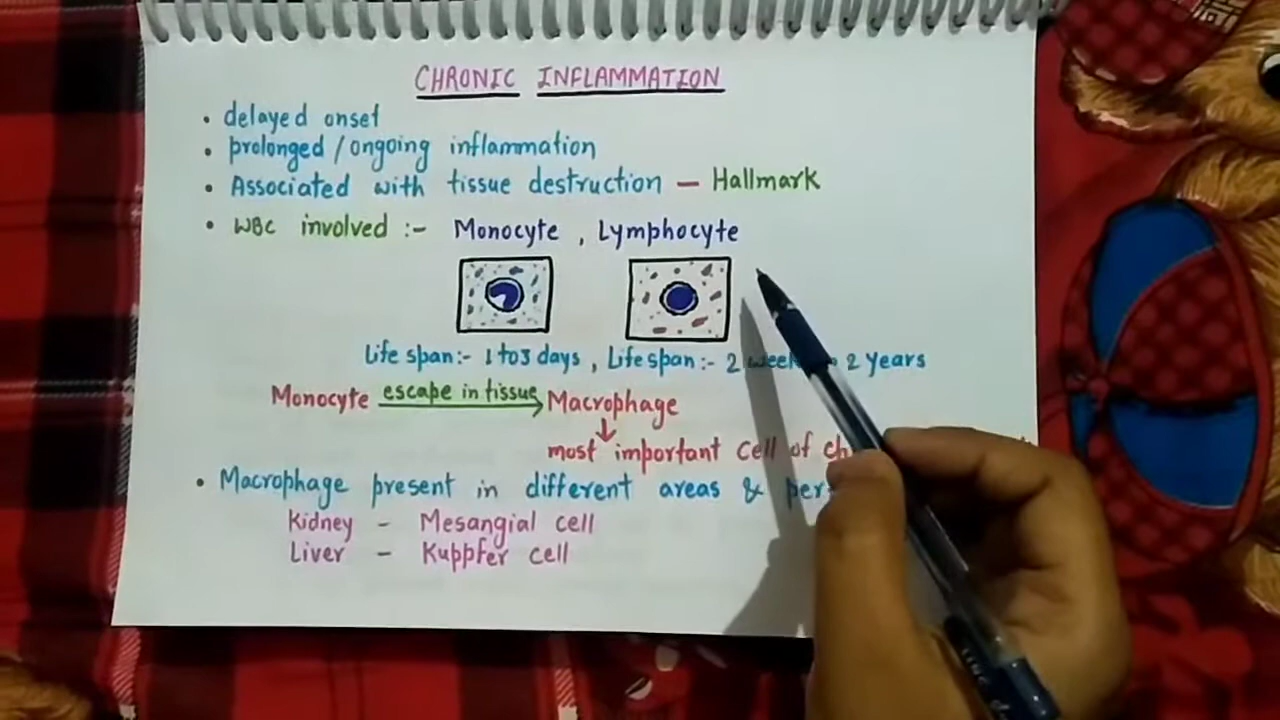 CHRONIC INFLAMMATION
• delayed onset
• prolonged / ongoing inflammation
• Associated with tissue destruction — Hallmark
• WBC involved :- Monocyte , Lymphocyte
Life span:- 1 to 3 days , Life span:- 2 2 years
Monocyte escape in tissue → Macrophage
↓
most important cell of
• Macrophage present in different areas &
Kidney - Mesangial cell
Liver - Kuppfer cell